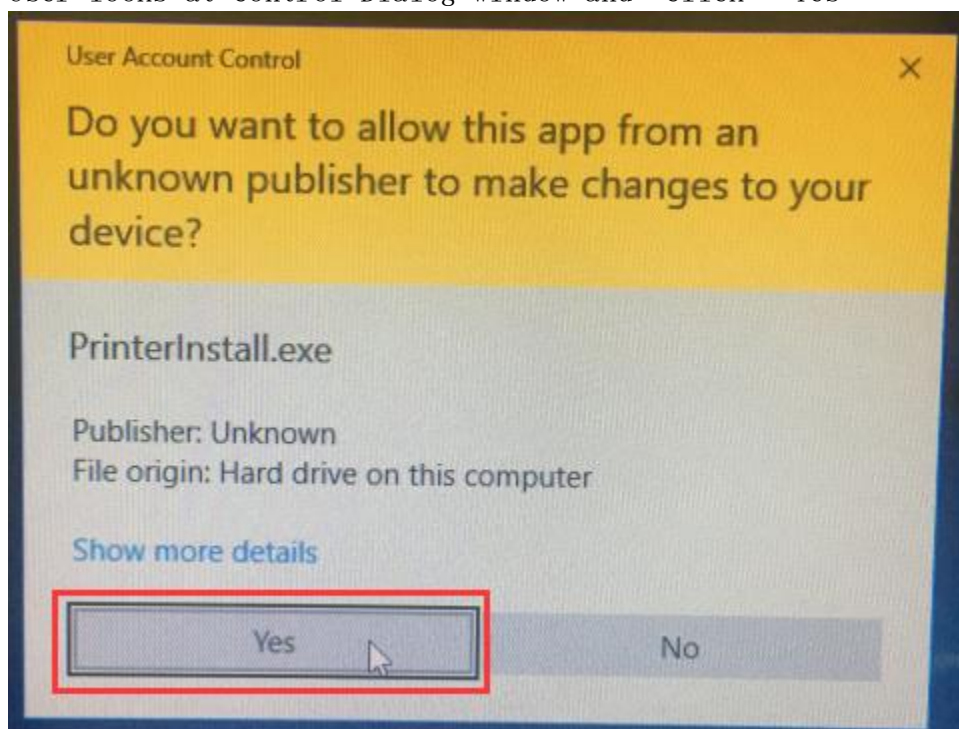 User Account Control
Do you want to allow this app from an
unknown publisher to make changes to your
device?
PrinterInstall.exe
Publisher: Unknown
File origin: Hard drive on this computer
Show more details
Yes
No